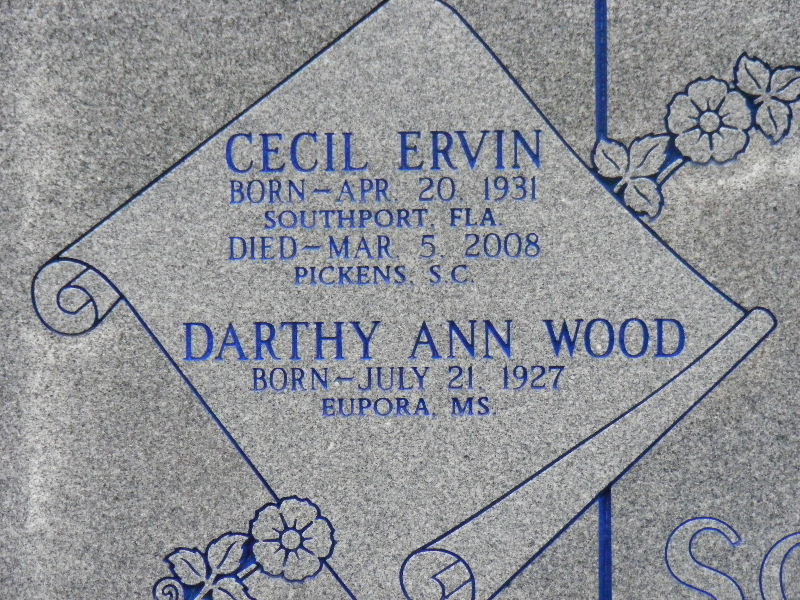 CECIL ERVIN
BORN-APR. 20, 1931
SOUTHPORT, FLA.
DIED-MAR. 5, 2008
PICKENS, S.C.
DARTHY ANN WOOD
BORN-JULY 21, 1927
EUPORA, MS.